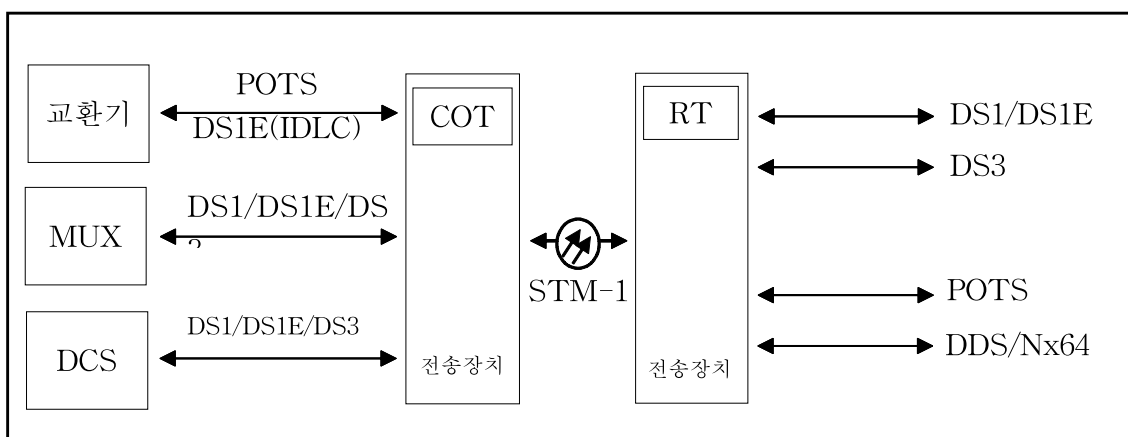 교환기
POTS
DS1E(IDLC)
COT
MUX
DS1/DS1E/DS
DCS
DS1/DS1E/DS3
전송장치
STM-1
RT
전송장치
DS1/DS1E
DS3
POTS
DDS/Nx64